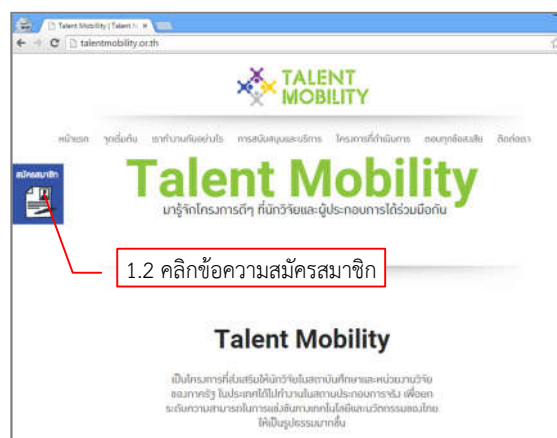 Talent Mobility | Talent M
talentmobility.or.th
TALENT
MOBILITY
หน้าแรก จุดเริ่มต้น เราทำงานกันอย่างไร การสนับสนุนและบริการ โครงการที่ดำเนินการ ตอบทุกข้อสงสัย ติดต่อเรา
สมัครสมาชิก
Talent Mobility
มารู้จักโครงการดีๆ ที่นักวิจัยและผู้ประกอบการได้ร่วมมือกัน
1.2 คลิกข้อความสมัครสมาชิก
Talent Mobility
เป็นโครงการที่ส่งเสริมให้นักวิจัยในสถาบันศึกษาและหน่วยงานวิจัย
ของภาครัฐ ในประเทศได้ไปทำงานในสถานประกอบการจริง เพื่อยก
ระดับความสามารถในการแข่งขันทางเทคโนโลยีและนวัตกรรมของไทย
ให้เป็นรูปธรรมมากขึ้น